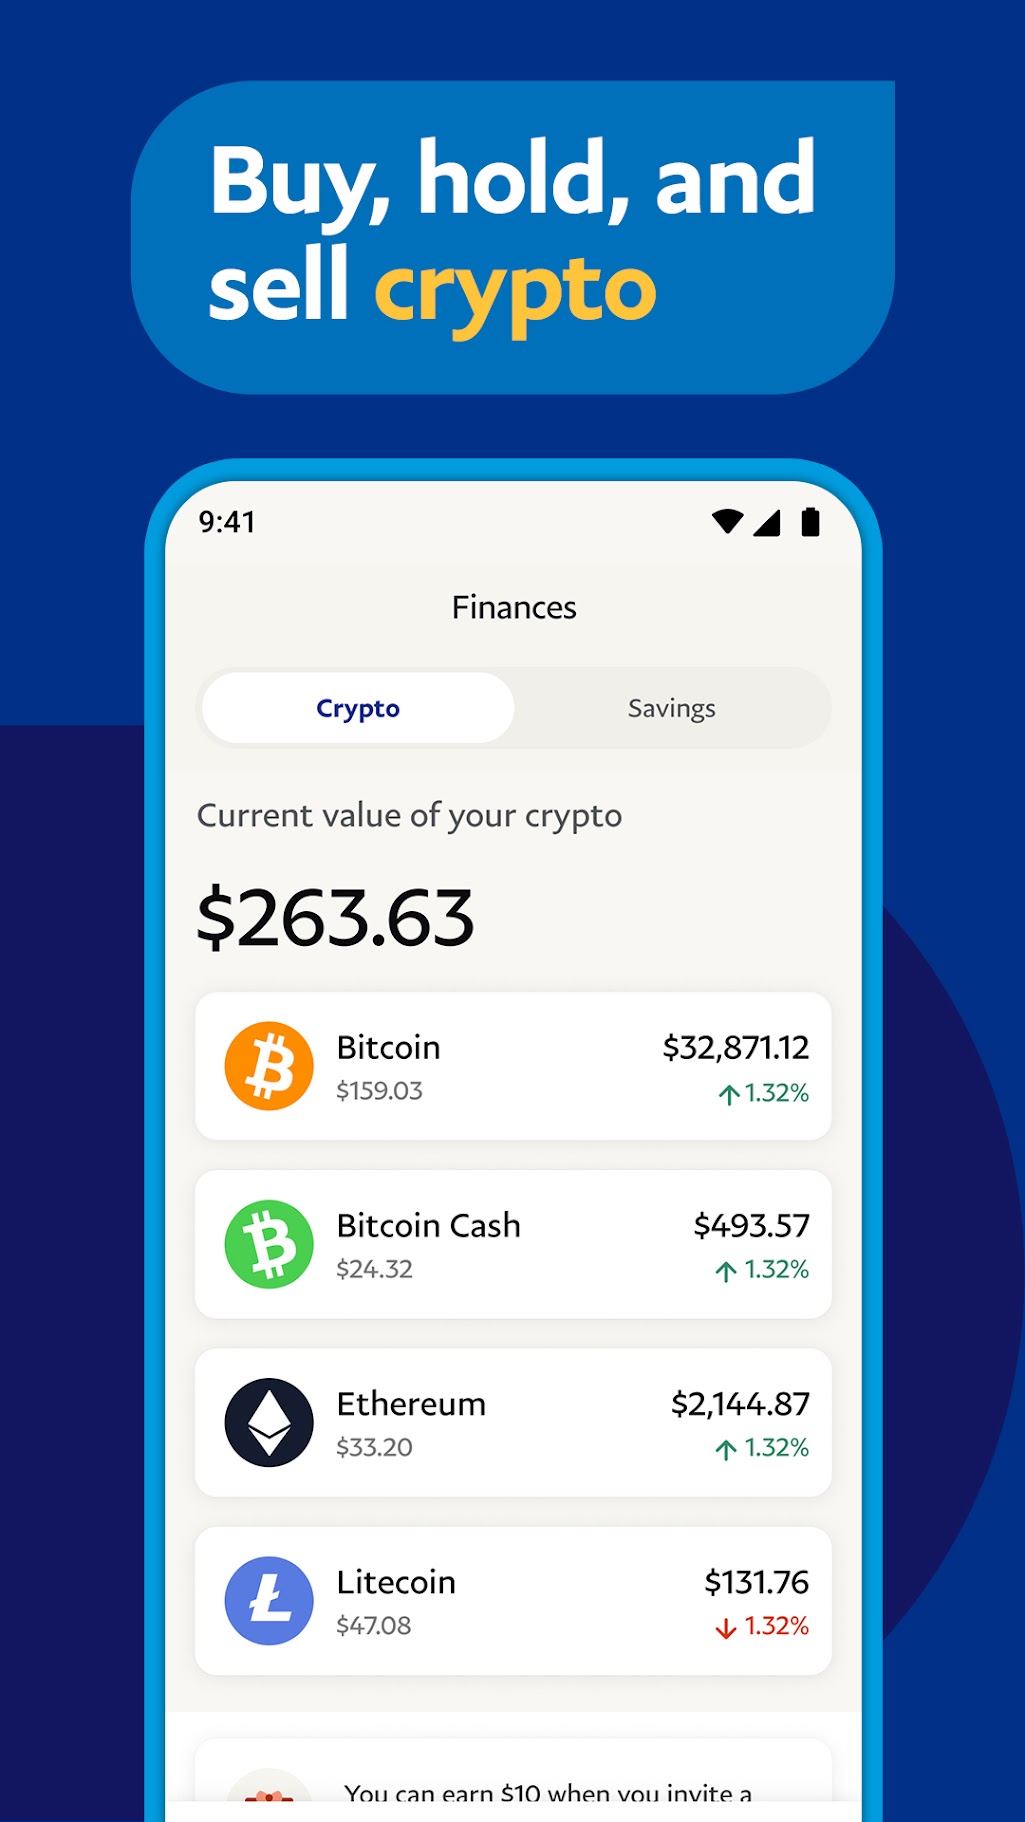 Buy, hold, and
sell crypto
9:41
Finances
Crypto
Savings
Current value of your crypto
$263.63
Bitcoin
$32,871.12
$159.03
↑1.32%
Bitcoin Cash
$493.57
$24.32
↑ 1.32%
Ethereum
$2,144.87
$33.20
↑ 1.32%
Litecoin
$131.76
$47.08
↓ 1.32%
You can earn $10 when you invite a